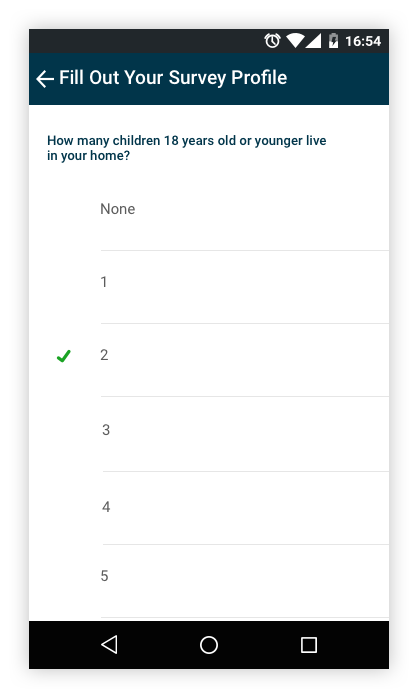 16:54
Fill Out Your Survey Profile
How many children 18 years old or younger live
in your home?
None
1
2
3
4
5